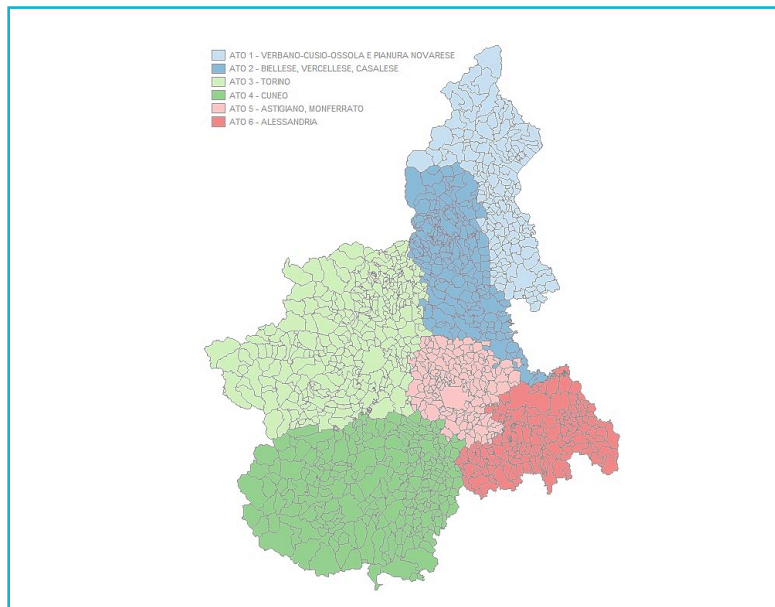 ATO 1 - VERBANO-CUSIO-OSSOLA E PIANURA NOVARESE
ATO 2 - BIELLESE, VERCELLESE, CASALESE
ATO 3 - TORINO
ATO 4 - CUNEO
ATO 5 - ASTIGIANO, MONFERRATO
ATO 6 - ALESSANDRIA